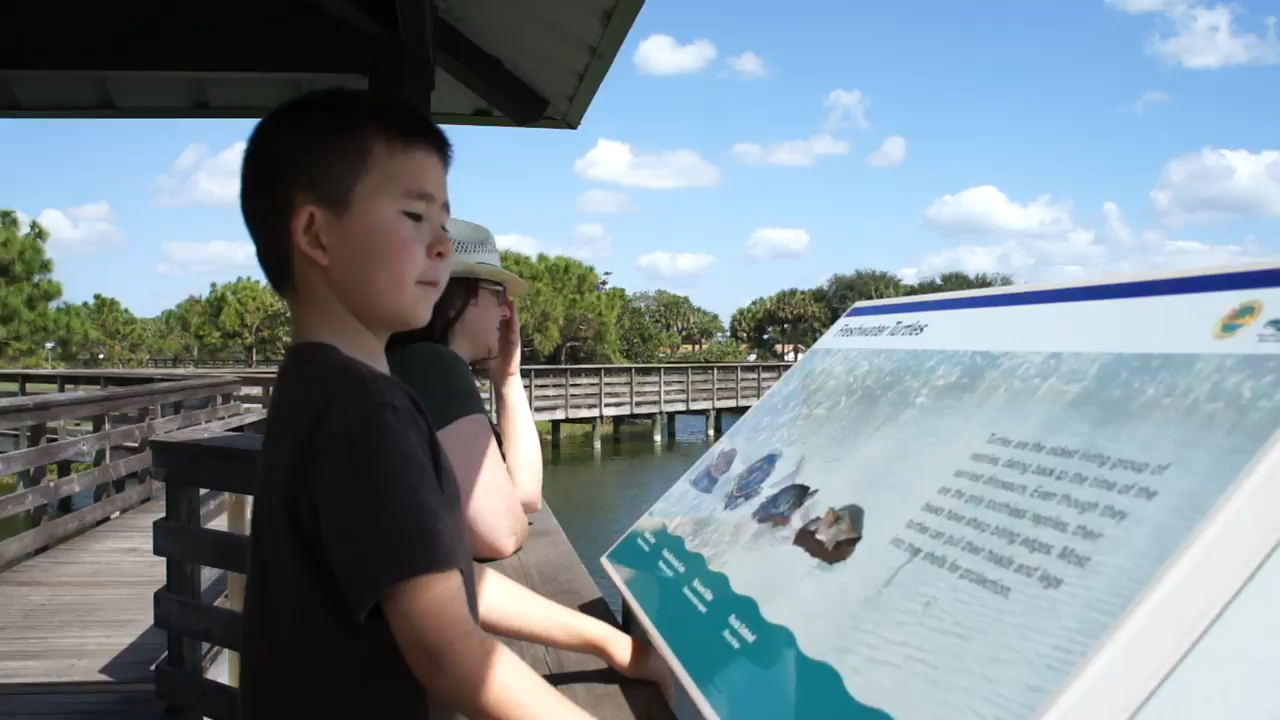 Freshwater Turtles
Turtles are the oldest living group of
reptiles, dating back to the time of the
ancient dinosaurs. Even though they
are the only toothless reptiles, their
beaks have sharp biting edges. Most
turtles can pull their heads and legs
into their shells for protection.